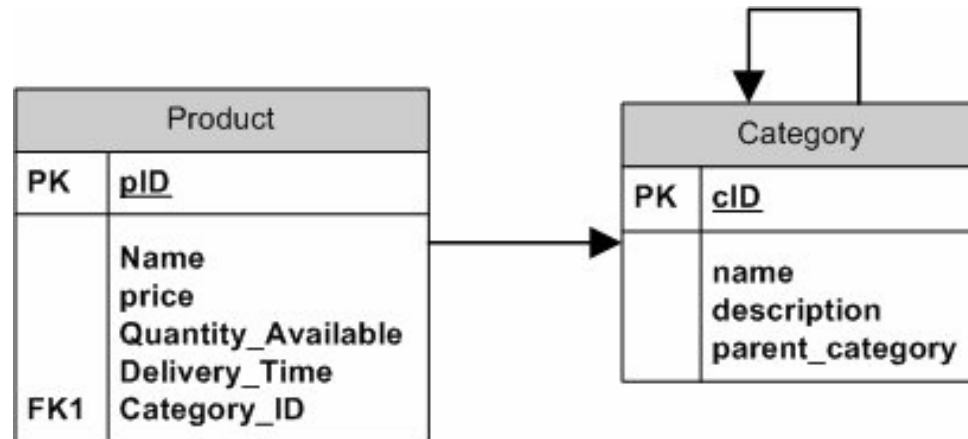 Product
PK pID
Name
price
Quantity_Available
Delivery_Time
FK1 Category_ID
Category
PK cID
name
description
parent_category